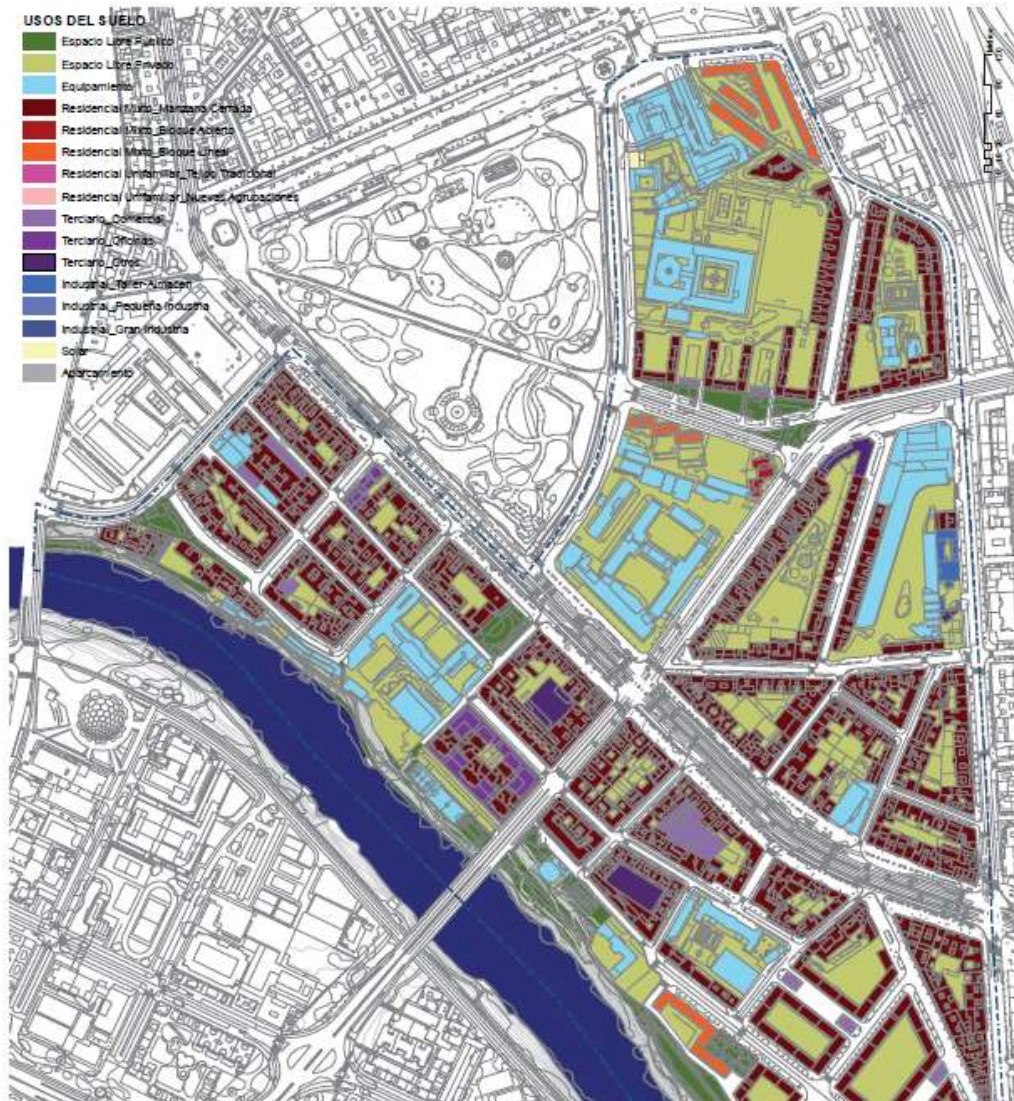 USOS DEL SUELO
Espacio Libre Público
Espacio Libre Privado
Equipamiento
Residencial Mixto_Manzana Cerrada
Residencial Mixto_Bloque Abierto
Residencial Mixto_Bloque Lineal
Residencial Unifamiliar_Tejido Tradicional
Residencial Unifamiliar_Nuevas Agrupaciones
Terciario_Comercial
Terciario_Oficinas
Terciario_Otros
Industrial_Taller-Almacen
Industrial_Pequeña Industria
Industrial_Gran Industria
Solar
Aparcamiento